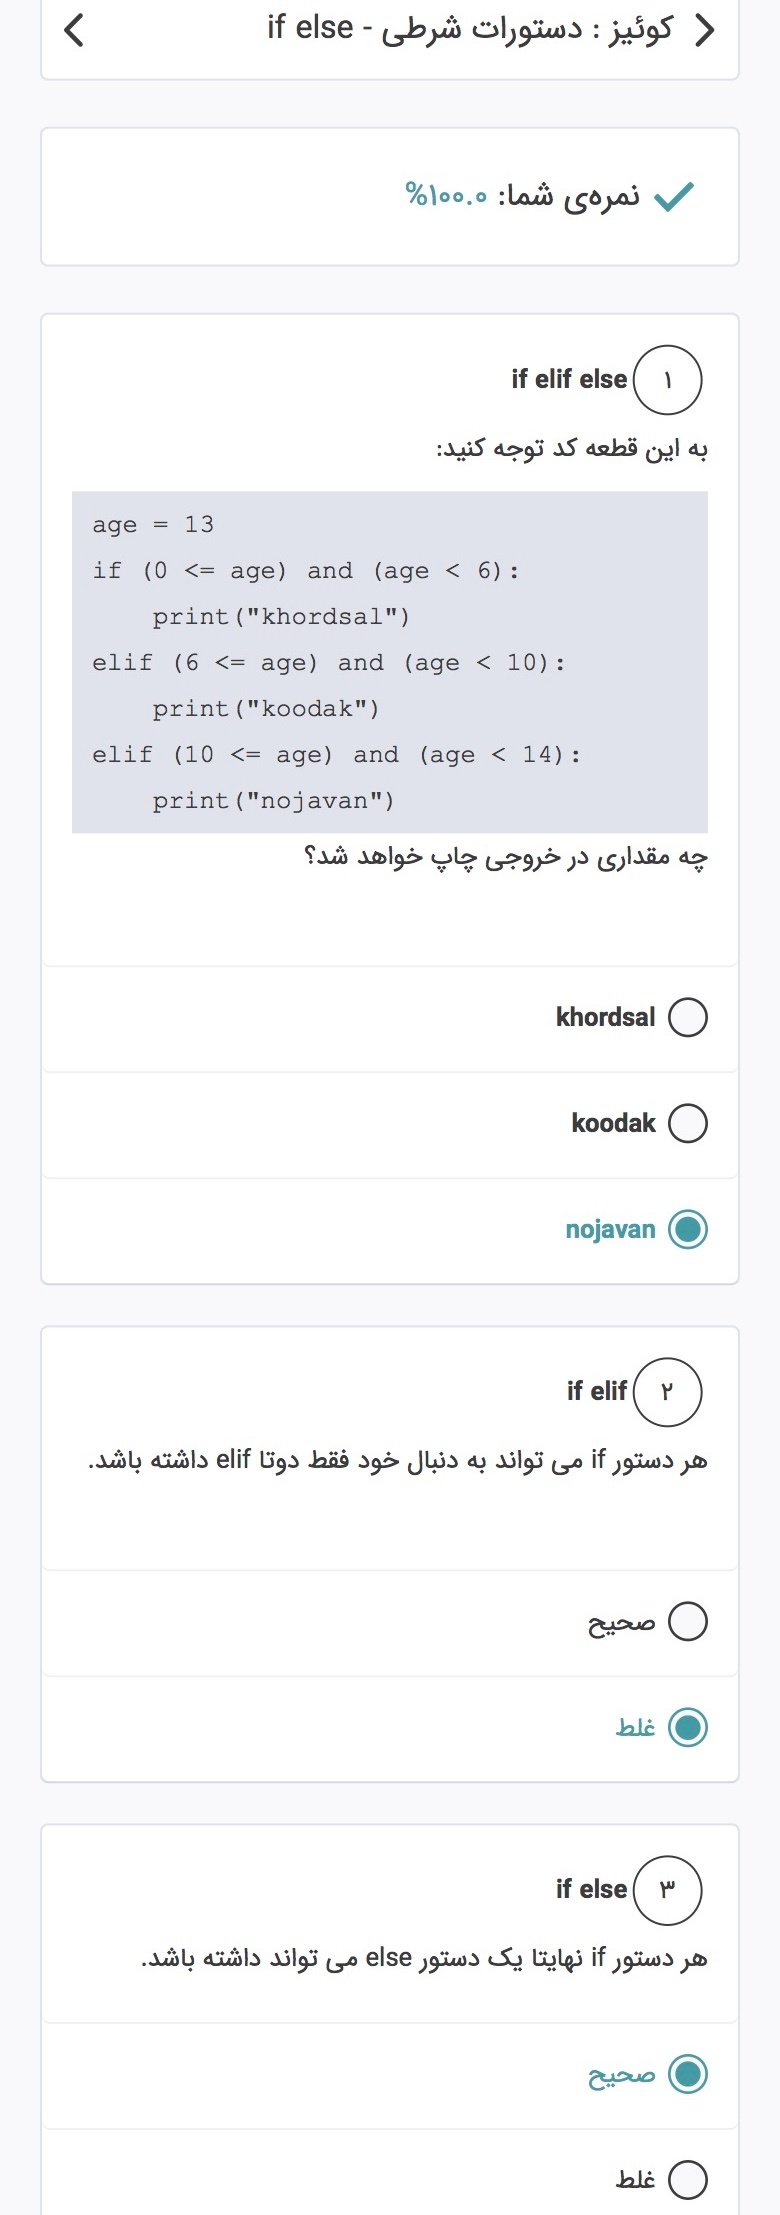 کوئیز : دستورات شرطی - if else
نمره‌ی شما: ۱۰۰.۰%
۱ if elif else
به این قطعه کد توجه کنید:
age = 13
if (0 <= age) and (age < 6):
    print("khordsal")
elif (6 <= age) and (age < 10):
    print("koodak")
elif (10 <= age) and (age < 14):
    print("nojavan")
چه مقداری در خروجی چاپ خواهد شد؟
khordsal
koodak
nojavan
۲ if elif
هر دستور if می تواند به دنبال خود فقط دوتا elif داشته باشد.
صحیح
غلط
۳ if else
هر دستور if نهایتا یک دستور else می تواند داشته باشد.
صحیح
غلط